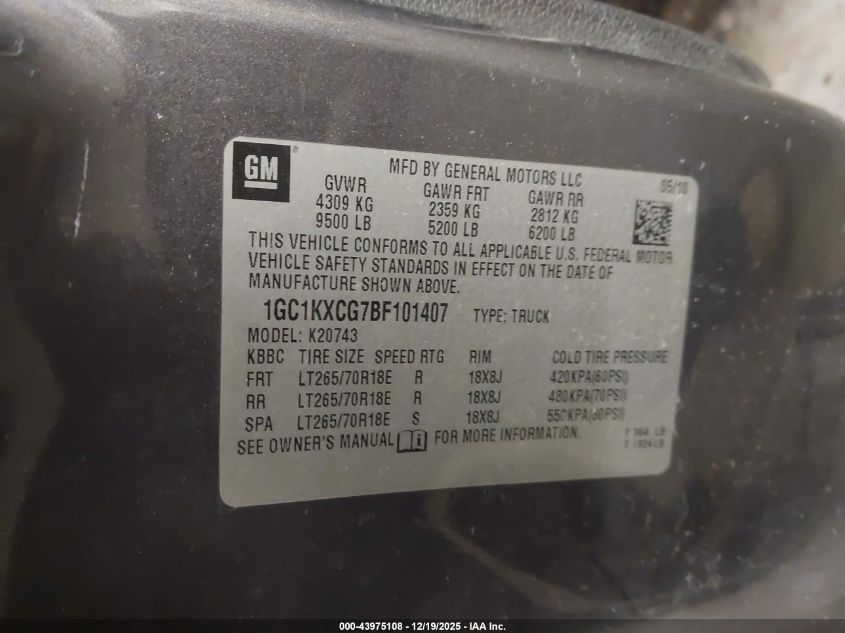 GM ®
MFD BY GENERAL MOTORS LLC 05/10
GVWR GAWR FRT GAWR RR
4309 KG 2359 KG 2812 KG
9500 LB 5200 LB 6200 LB
THIS VEHICLE CONFORMS TO ALL APPLICABLE U.S. FEDERAL MOTOR
VEHICLE SAFETY STANDARDS IN EFFECT ON THE DATE OF
MANUFACTURE SHOWN ABOVE.
1GC1KXCG7BF101407 TYPE: TRUCK
MODEL: K20743
KBBC TIRE SIZE SPEED RTG RIM COLD TIRE PRESSURE
FRT LT265/70R18E R 18X8J 420KPA(60PSI)
RR LT265/70R18E R 18X8J 480KPA(70PSI)
SPA LT265/70R18E S 18X8J 550KPA(80PSI)
SEE OWNER'S MANUAL FOR MORE INFORMATION.
000-43975108 - 12/19/2025 - IAA Inc.